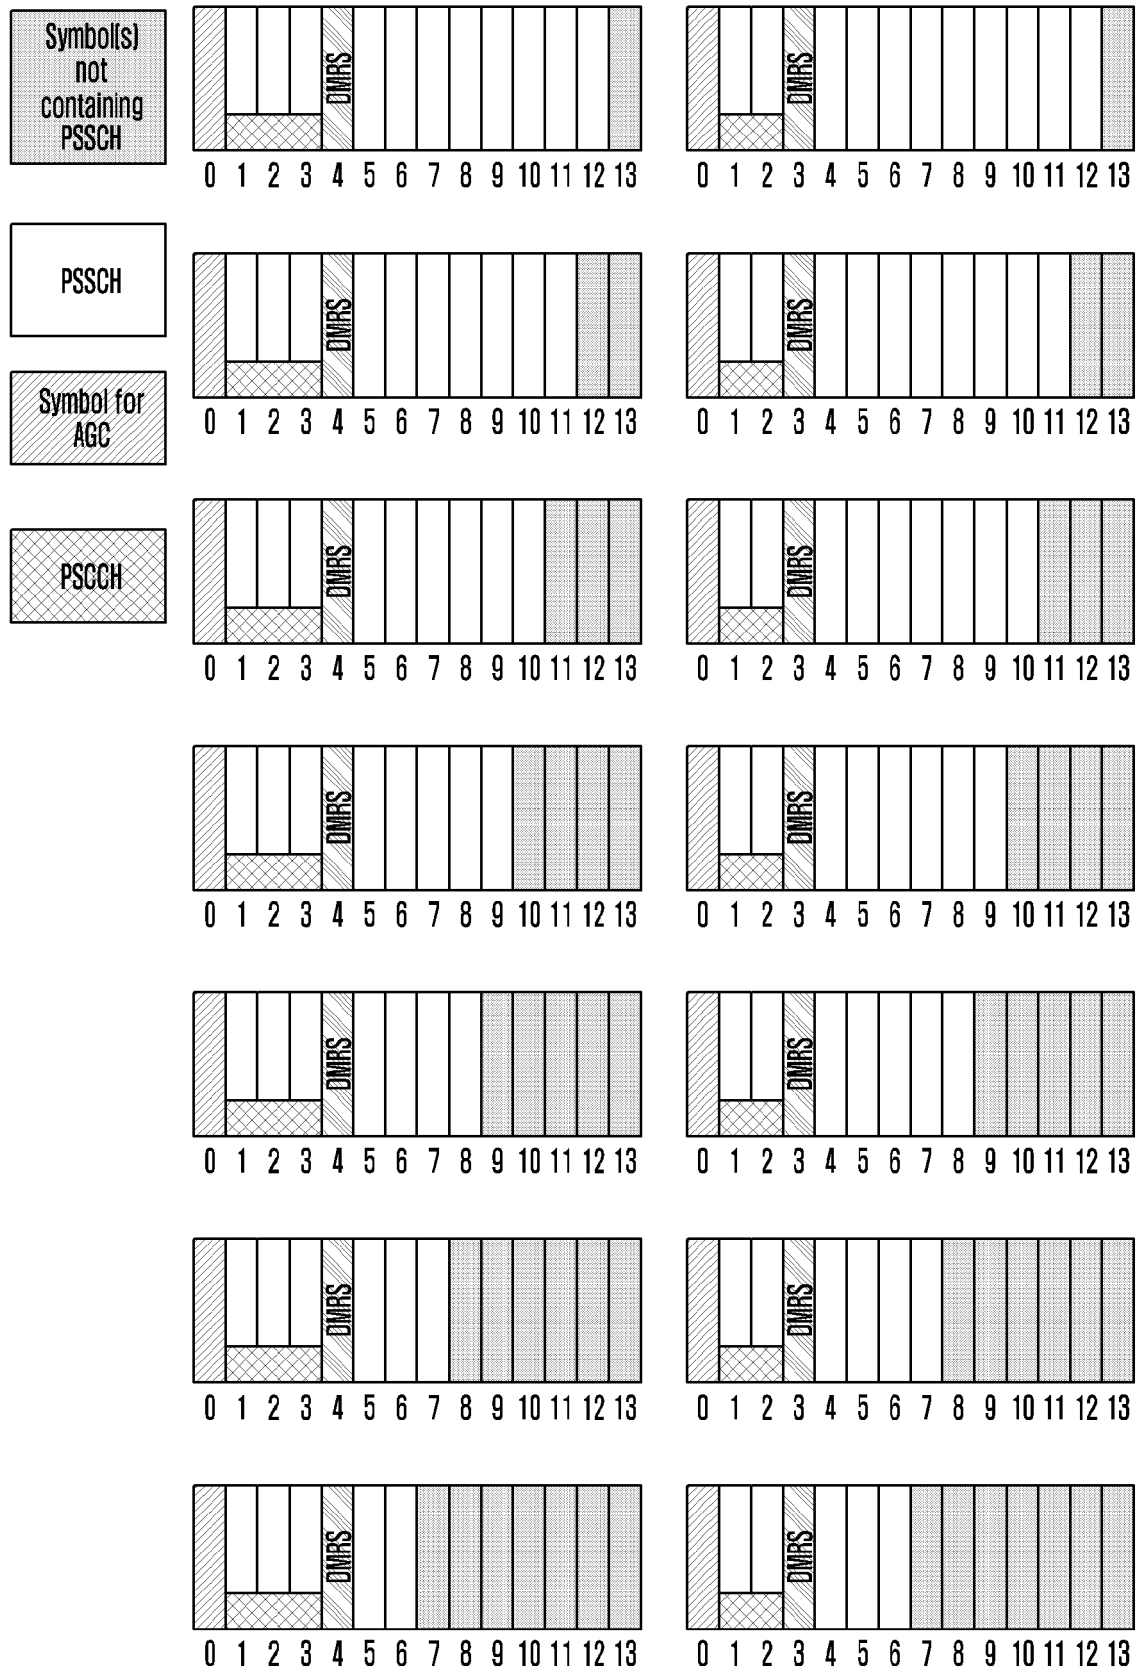 Symbol(s)
not
containing
PSSCH
PSSCH
Symbol for
AGC
PSCCH
DMRS DMRS
0 1 2 3 4 5 6 7 8 9 10 11 12 13 0 1 2 3 4 5 6 7 8 9 10 11 12 13
DMRS DMRS
0 1 2 3 4 5 6 7 8 9 10 11 12 13 0 1 2 3 4 5 6 7 8 9 10 11 12 13
DMRS DMRS
0 1 2 3 4 5 6 7 8 9 10 11 12 13 0 1 2 3 4 5 6 7 8 9 10 11 12 13
DMRS DMRS
0 1 2 3 4 5 6 7 8 9 10 11 12 13 0 1 2 3 4 5 6 7 8 9 10 11 12 13
DMRS DMRS
0 1 2 3 4 5 6 7 8 9 10 11 12 13 0 1 2 3 4 5 6 7 8 9 10 11 12 13
DMRS DMRS
0 1 2 3 4 5 6 7 8 9 10 11 12 13 0 1 2 3 4 5 6 7 8 9 10 11 12 13
DMRS DMRS
0 1 2 3 4 5 6 7 8 9 10 11 12 13 0 1 2 3 4 5 6 7 8 9 10 11 12 13